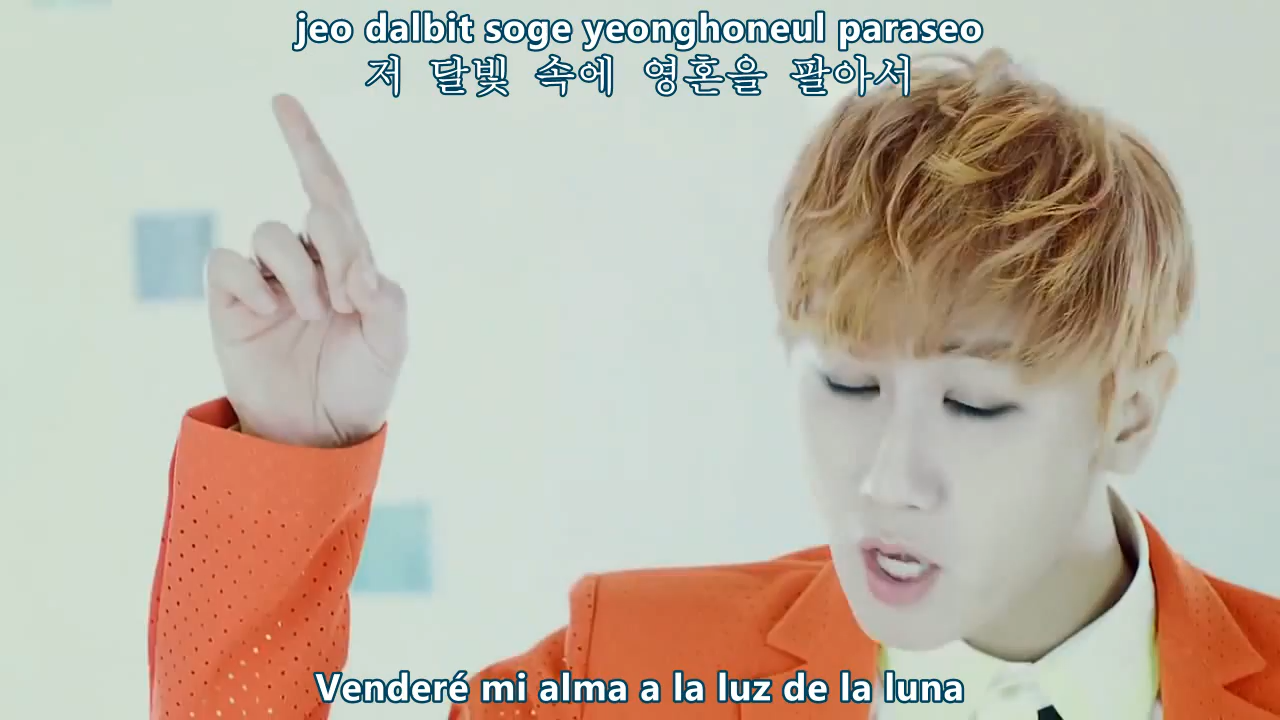 jeo dalbit soge yeonghoneul paraseo
저 달빛 속에 영혼을 팔아서
Venderé mi alma a la luz de la luna